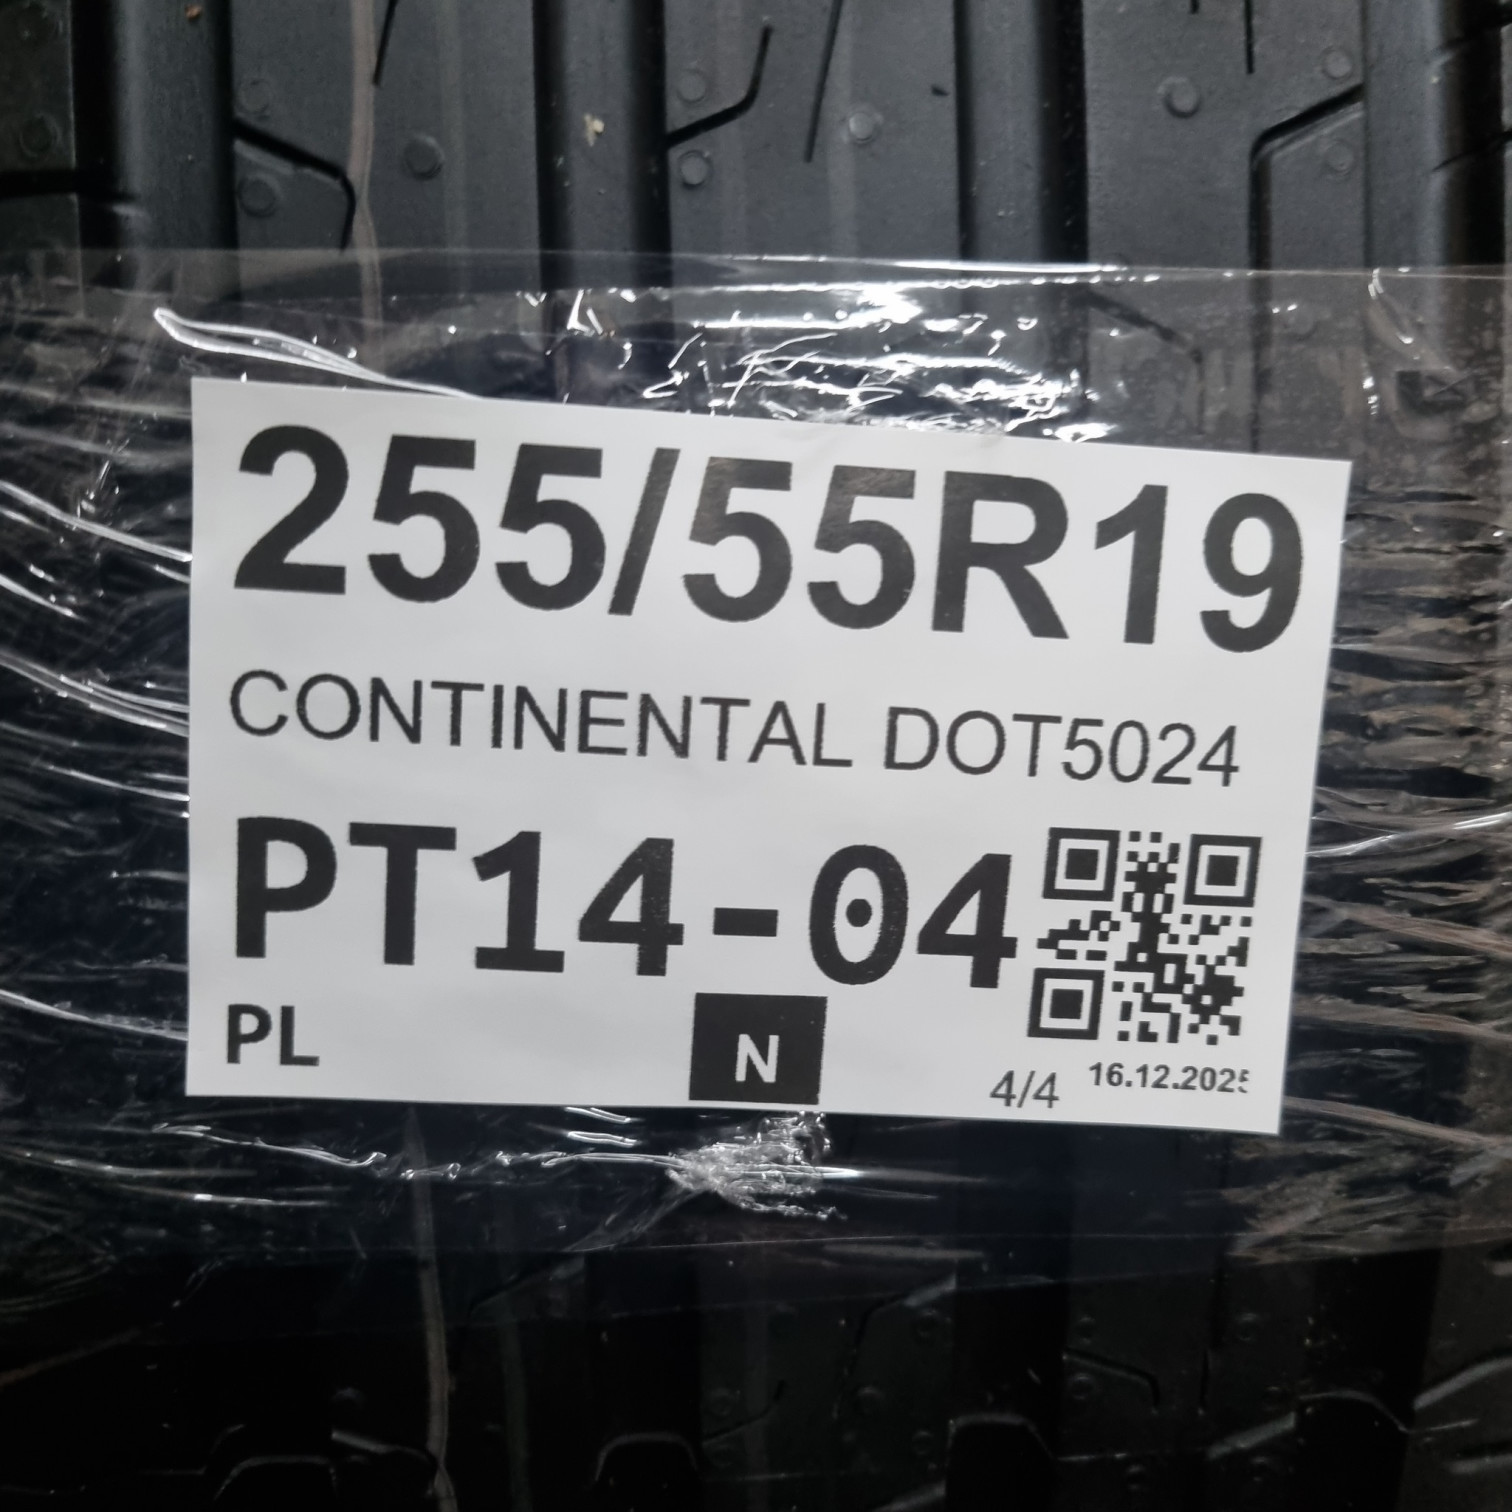 255/55R19
CONTINENTAL DOT5024
PT14-04
PL
N
4/4
16.12.2025